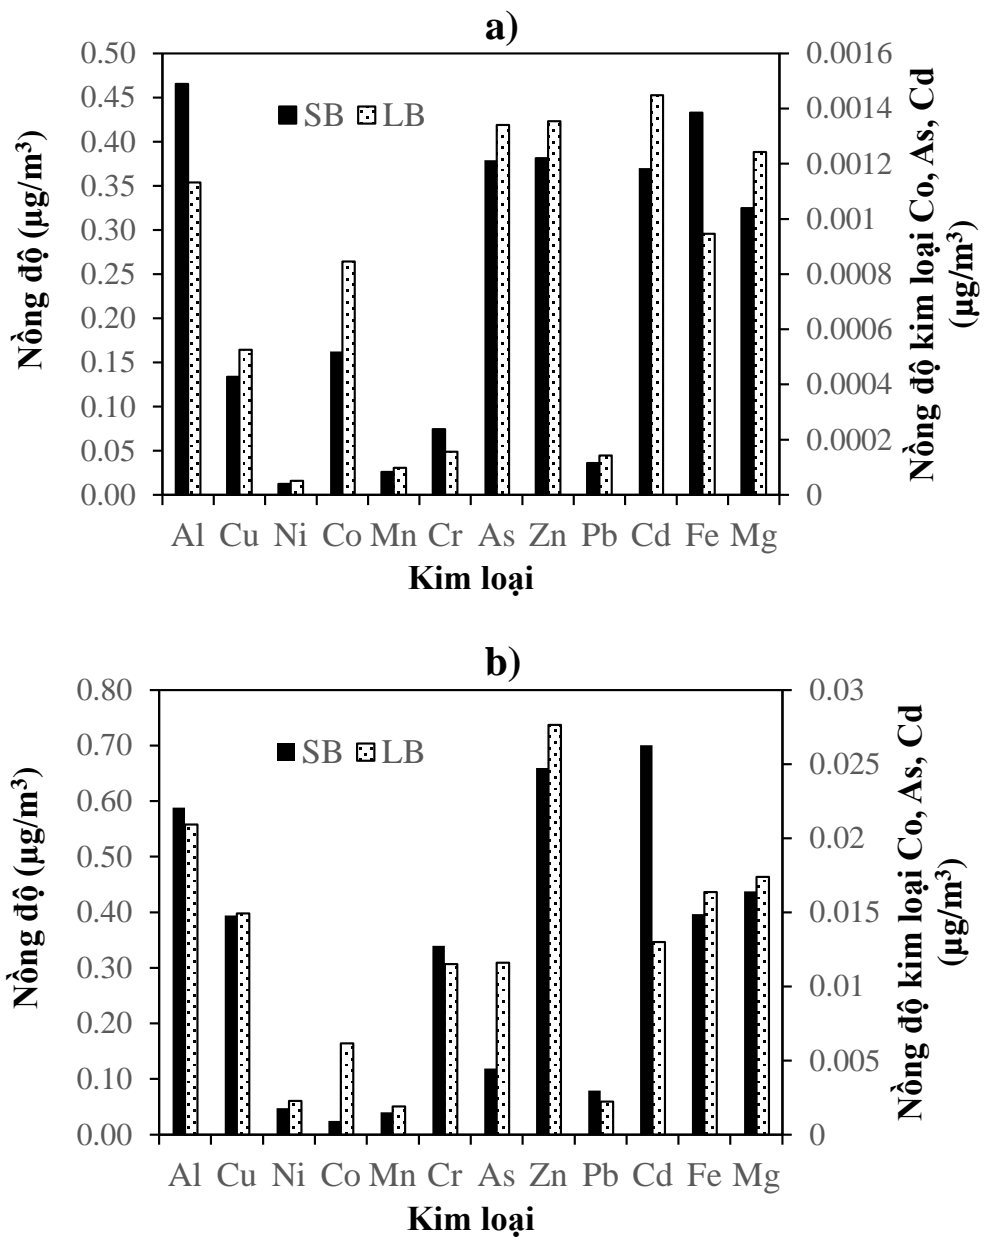 a)
Nồng độ (µg/m³)
0.50
0.45
0.40
0.35
0.30
0.25
0.20
0.15
0.10
0.05
0.00
SB LB
0.0016
0.0014
0.0012
0.001
0.0008
0.0006
0.0004
0.0002
0
Nồng độ kim loại Co, As, Cd
(µg/m³)
Al Cu Ni Co Mn Cr As Zn Pb Cd Fe Mg
Kim loại
b)
Nồng độ (µg/m³)
0.80
0.70
0.60
0.50
0.40
0.30
0.20
0.10
0.00
SB LB
0.03
0.025
0.02
0.015
0.01
0.005
0
Nồng độ kim loại Co, As, Cd
(µg/m³)
Al Cu Ni Co Mn Cr As Zn Pb Cd Fe Mg
Kim loại